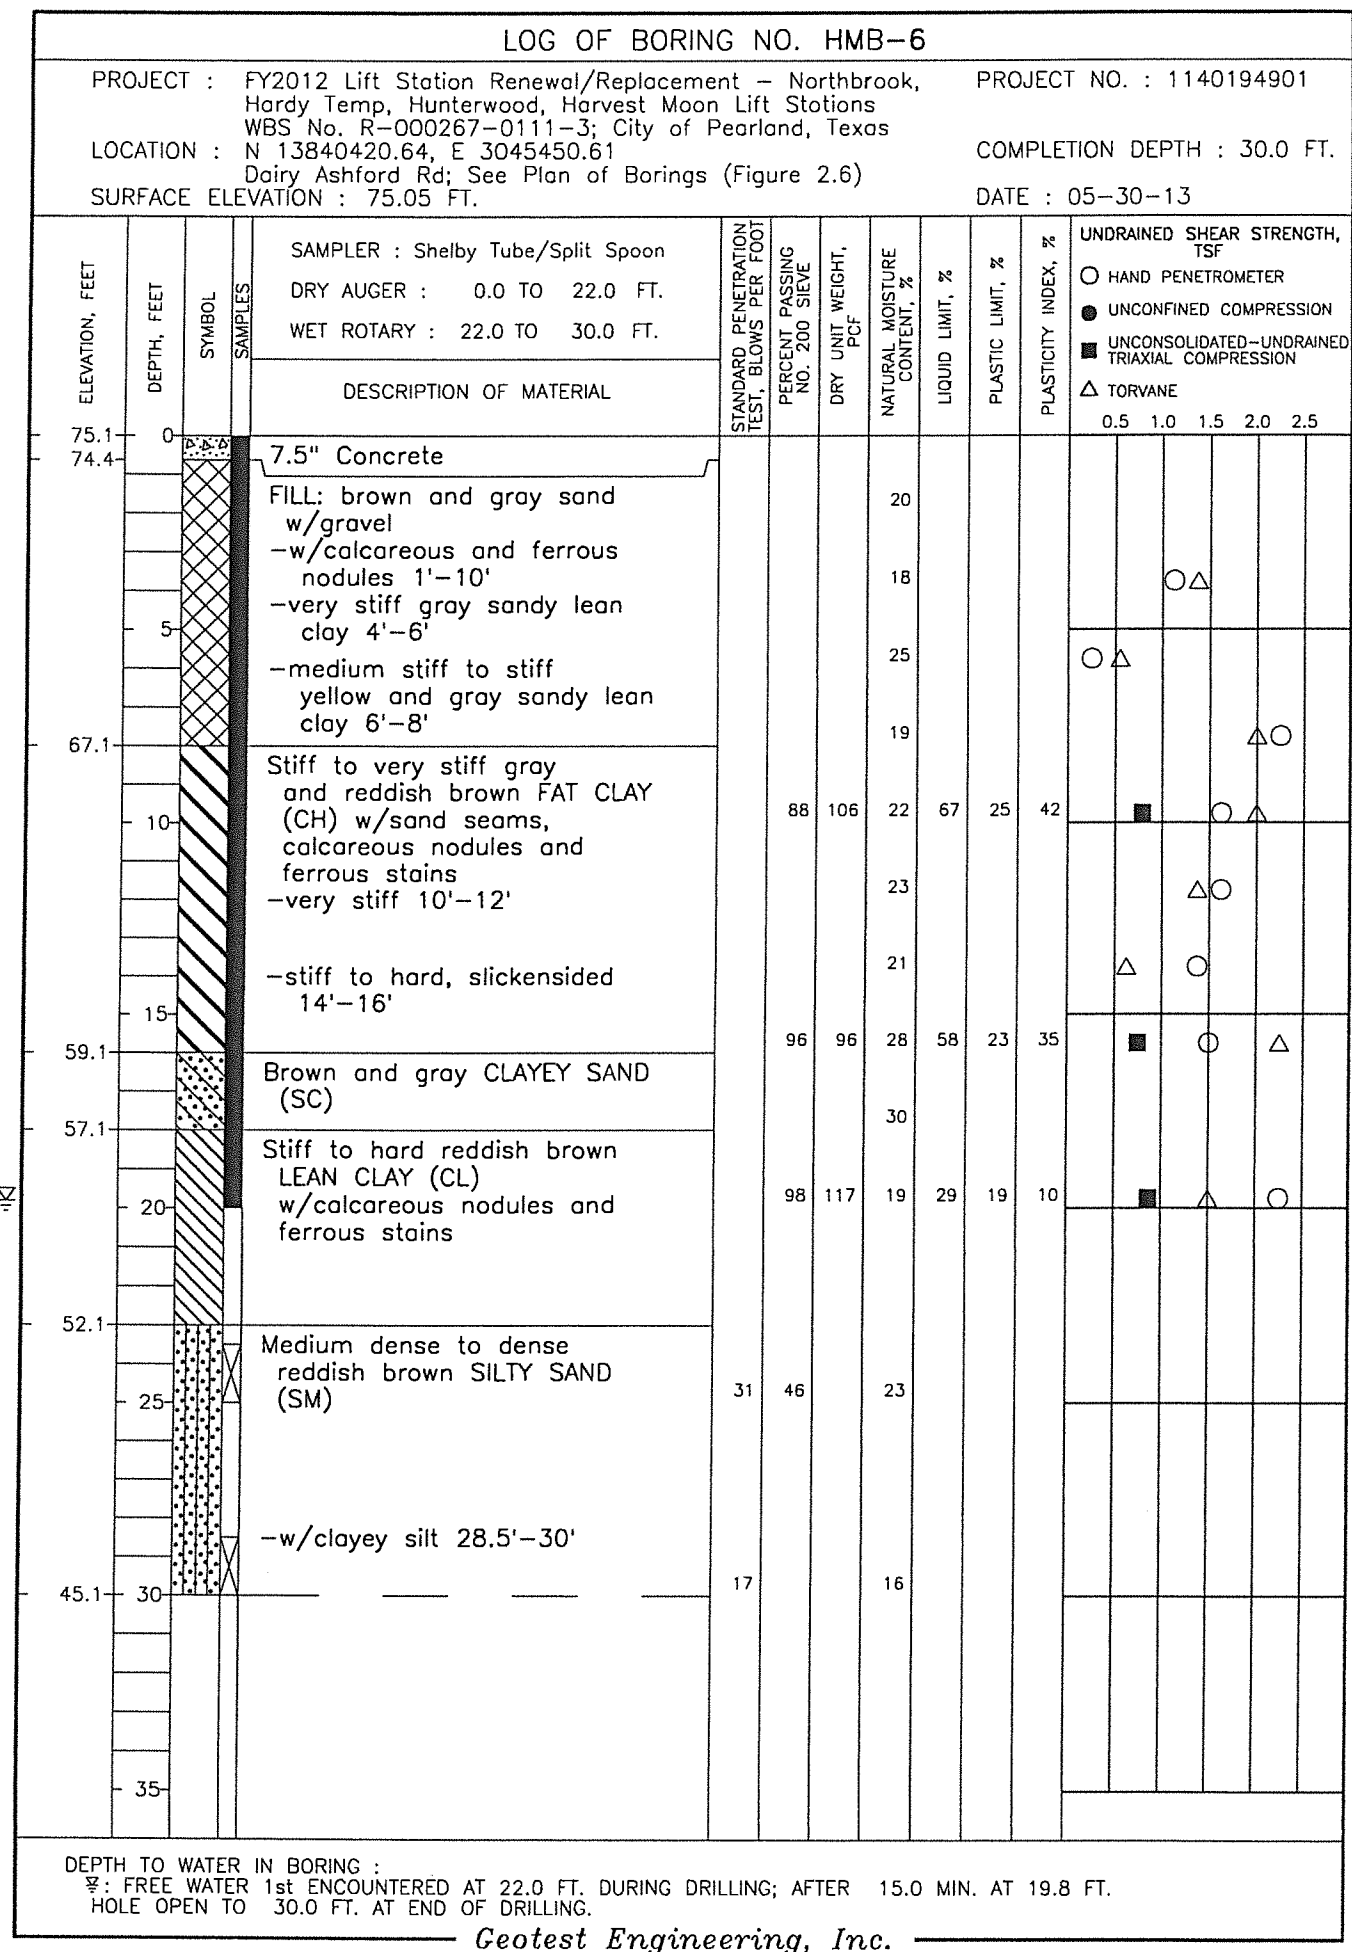 LOG OF BORING NO. HMB-6
PROJECT : FY2012 Lift Station Renewal/Replacement – Northbrook,
Hardy Temp, Hunterwood, Harvest Moon Lift Stations
WBS No. R-000267-0111-3; City of Pearland, Texas
PROJECT NO. : 1140194901
LOCATION : N 13840420.64, E 3045450.61
Dairy Ashford Rd; See Plan of Borings (Figure 2.6)
COMPLETION DEPTH : 30.0 FT.
SURFACE ELEVATION : 75.05 FT.
DATE : 05-30-13
ELEVATION, FEET
DEPTH, FEET
SYMBOL
SAMPLES
SAMPLER : Shelby Tube/Split Spoon
DRY AUGER : 0.0 TO 22.0 FT.
WET ROTARY : 22.0 TO 30.0 FT.
DESCRIPTION OF MATERIAL
STANDARD PENETRATION
TEST, BLOWS PER FOOT
PERCENT PASSING
NO. 200 SIEVE
DRY UNIT WEIGHT,
PCF
NATURAL MOISTURE
CONTENT, %
LIQUID LIMIT, %
PLASTIC LIMIT, %
PLASTICITY INDEX, %
UNDRAINED SHEAR STRENGTH,
TSF
HAND PENETROMETER
UNCONFINED COMPRESSION
UNCONSOLIDATED-UNDRAINED
TRIAXIAL COMPRESSION
TORVANE
0.5 1.0 1.5 2.0 2.5
75.1 0
74.4 7.5" Concrete
FILL: brown and gray sand 20
w/gravel
-w/calcareous and ferrous
nodules 1'-10' 18
-very stiff gray sandy lean
5 clay 4'-6'
-medium stiff to stiff 25
yellow and gray sandy lean
clay 6'-8' 19
67.1
Stiff to very stiff gray
and reddish brown FAT CLAY
10 (CH) w/sand seams, 88 106 22 67 25 42
calcareous nodules and
ferrous stains 23
-very stiff 10'-12'
-stiff to hard, slickensided 21
14'-16'
15
96 96 28 58 23 35
59.1
Brown and gray CLAYEY SAND
(SC) 30
57.1
Stiff to hard reddish brown
LEAN CLAY (CL)
20 w/calcareous nodules and 98 117 19 29 19 10
ferrous stains
52.1
Medium dense to dense
reddish brown SILTY SAND
25 (SM) 31 46 23
-w/clayey silt 28.5'-30'
45.1 30 17 16
35
DEPTH TO WATER IN BORING :
: FREE WATER 1st ENCOUNTERED AT 22.0 FT. DURING DRILLING; AFTER 15.0 MIN. AT 19.8 FT.
HOLE OPEN TO 30.0 FT. AT END OF DRILLING.
Geotest Engineering, Inc.